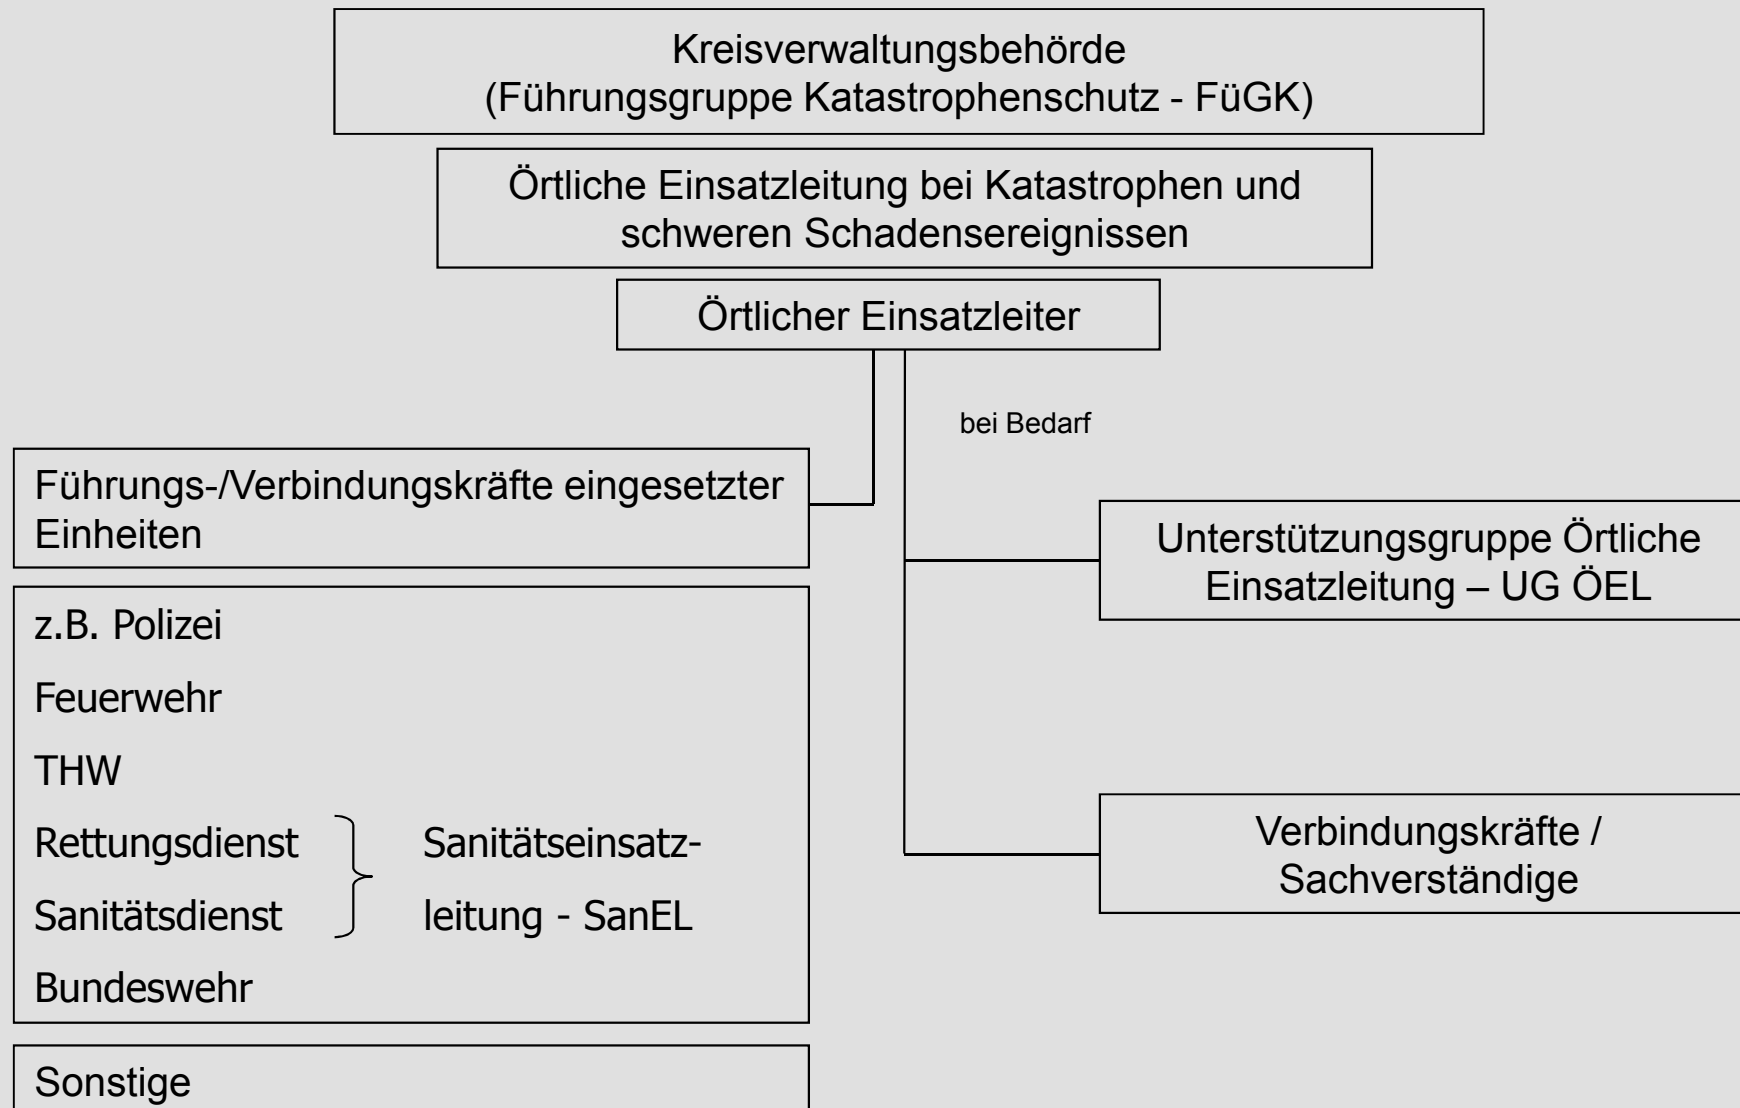 Kreisverwaltungsbehörde
(Führungsgruppe Katastrophenschutz - FüGK)
Örtliche Einsatzleitung bei Katastrophen und
schweren Schadensereignissen
Örtlicher Einsatzleiter
bei Bedarf
Führungs-/Verbindungskräfte eingesetzter
Einheiten
z.B. Polizei
Feuerwehr
THW
Rettungsdienst Sanitätseinsatz-
Sanitätsdienst leitung - SanEL
Bundeswehr
Sonstige
Unterstützungsgruppe Örtliche
Einsatzleitung – UG ÖEL
Verbindungskräfte /
Sachverständige